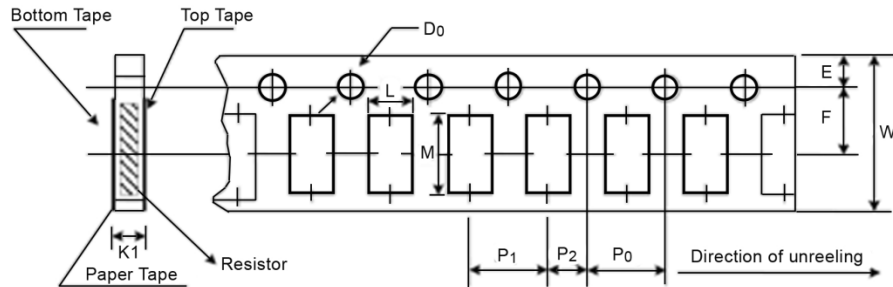 Bottom Tape
Top Tape
D0
E
L
F
W
M
K1
Resistor
Paper Tape
P1
P2
P0
Direction of unreeling